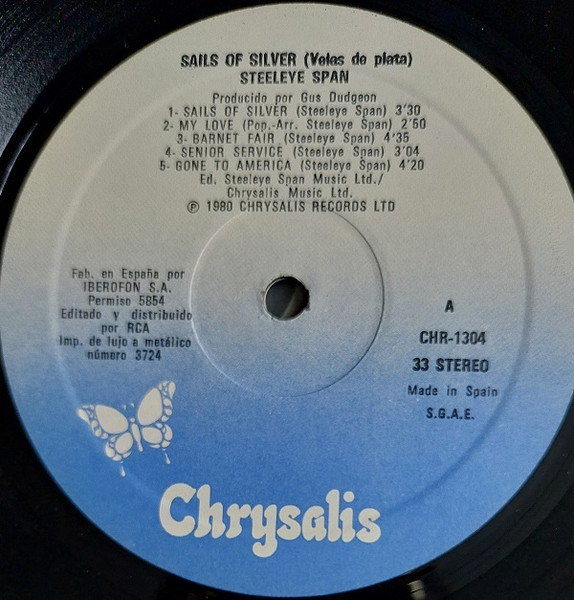 SAILS OF SILVER (Velas de plata)
STEELEYE SPAN
Producido por Gus Dudgeon
1- SAILS OF SILVER (Steeleye Span) 3'30
2- MY LOVE (Pop.-Arr. Steeleye Span) 2'50
3- BARNET FAIR (Steeleye Span) 4'35
4- SENIOR SERVICE (Steeleye Span) 3'04
5- GONE TO AMERICA (Steeleye Span) 4'20
Ed. Steeleye Span Music Ltd./
Chrysalis Music Ltd.
℗ 1980 CHRYSALIS RECORDS LTD
Fab. en España por
IBEROFON S.A.
Permiso 5854
Editado y distribuido
por RCA
Imp. de lujo a metálico
número 3724
A
CHR-1304
33 STEREO
Made in Spain
S.G.A.E.
Chrysalis